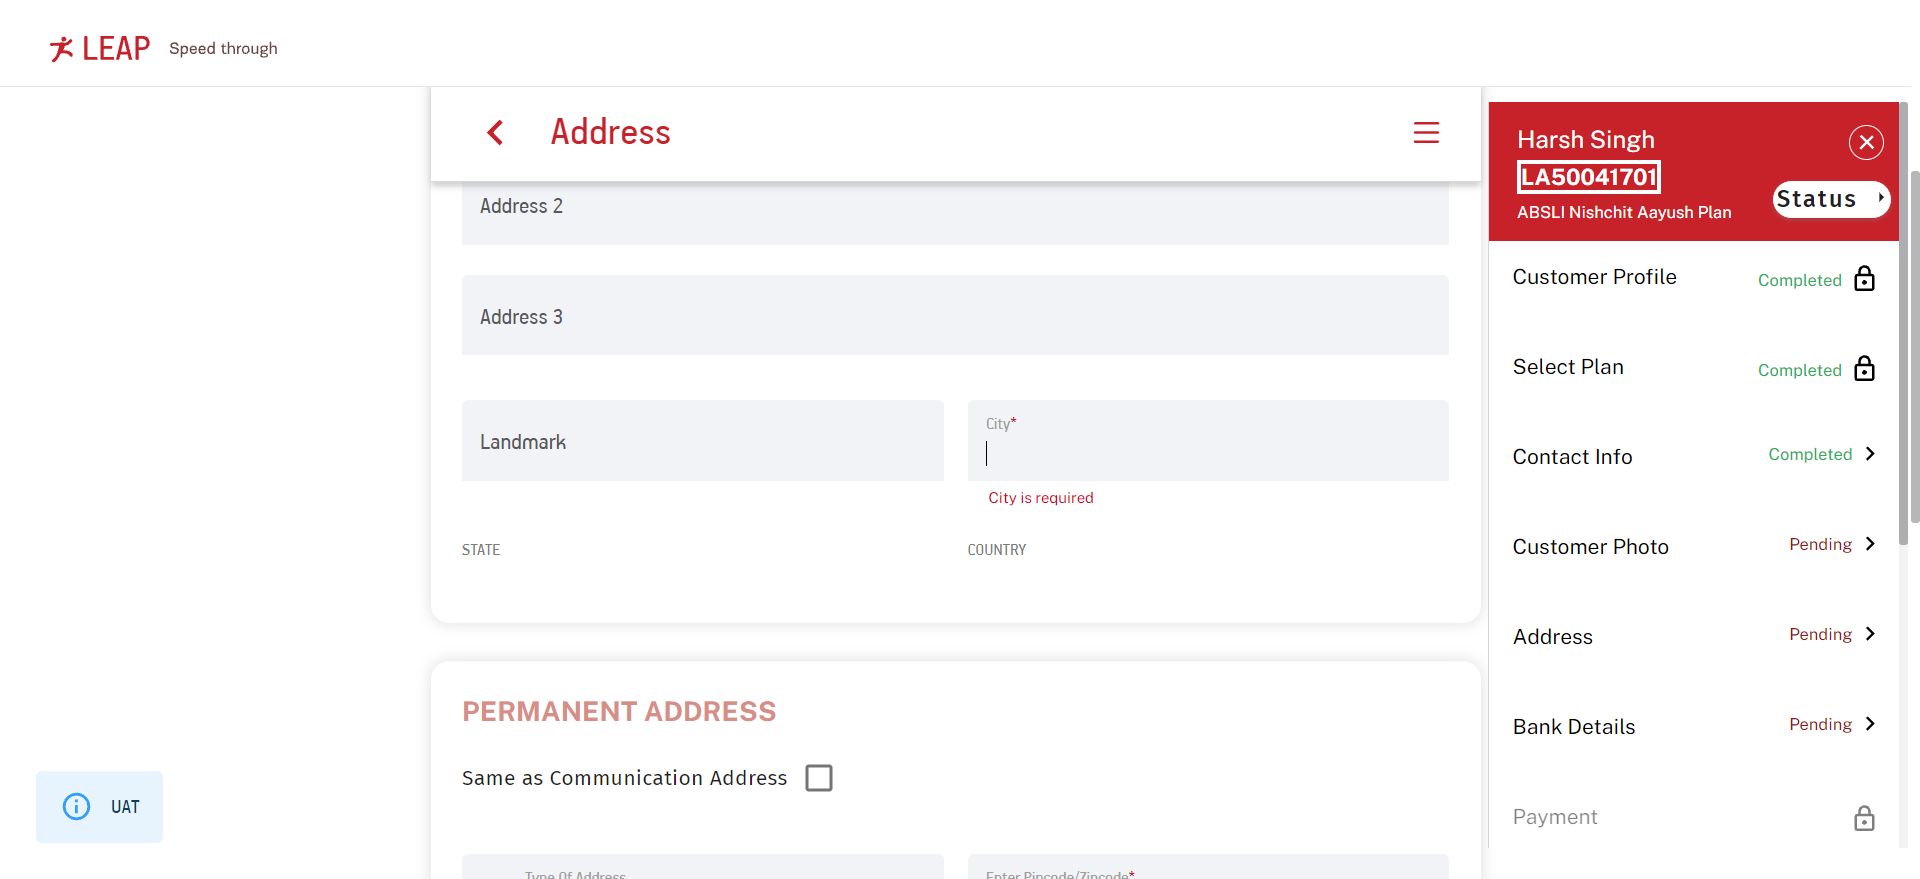 LEAP Speed through
Address
Address 2
Address 3
Landmark
City*
City is required
STATE
COUNTRY
PERMANENT ADDRESS
Same as Communication Address
Type Of Address
Enter Pincode/Zipcode*
UAT
Harsh Singh
LA50041701
ABSLI Nishchit Aayush Plan
Status
Customer Profile Completed
Select Plan Completed
Contact Info Completed
Customer Photo Pending
Address Pending
Bank Details Pending
Payment